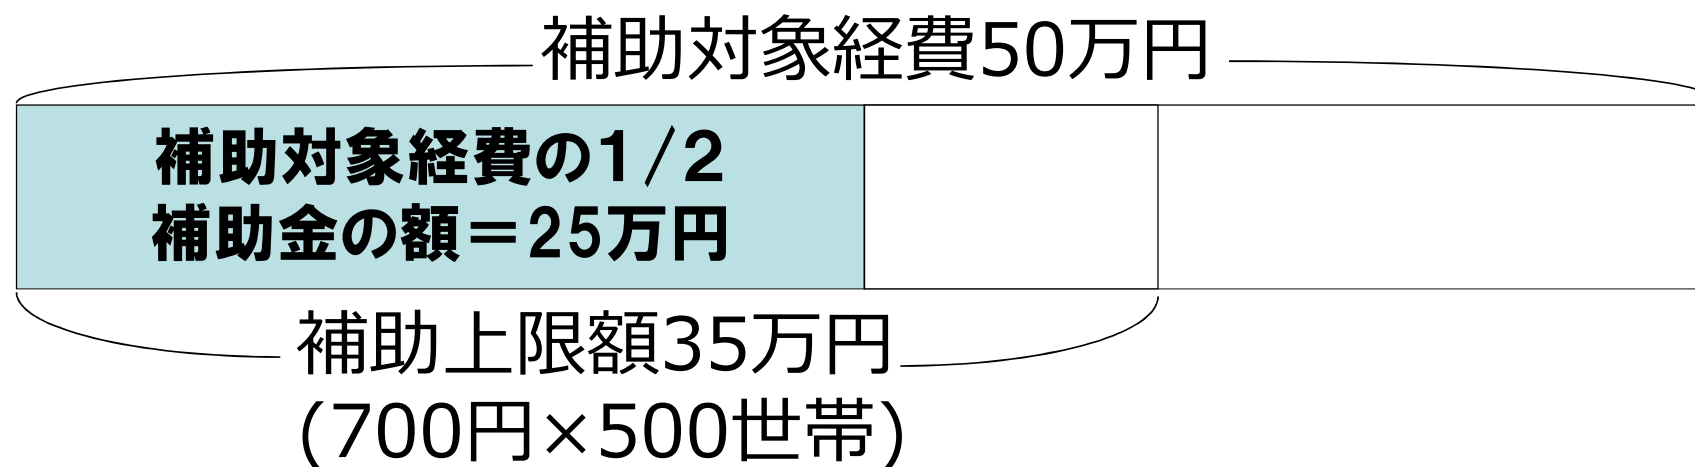 補助対象経費50万円
補助対象経費の1/2
補助金の額=25万円
補助上限額35万円
(700円×500世帯)